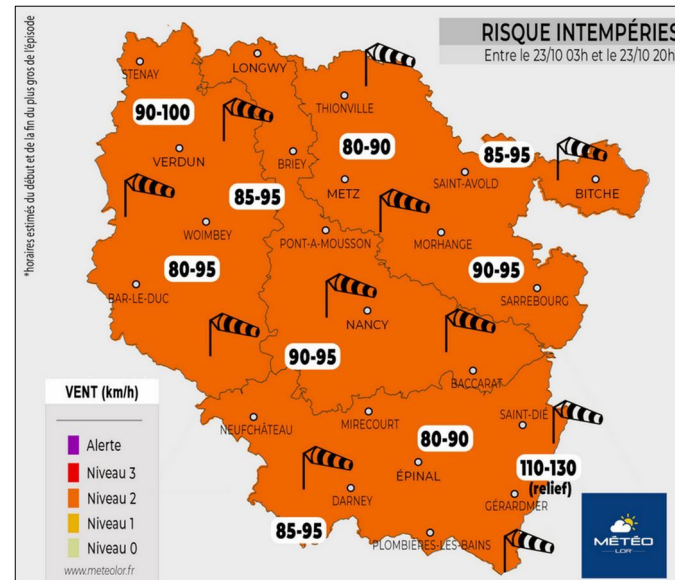 RISQUE INTEMPÉRIES
Entre le 23/10 03h et le 23/10 20h
*horaires estimés du début et de la fin du plus gros de l'épisode
STENAY
LONGWY
THIONVILLE
90-100
VERDUN
BRIEY
80-90
85-95
METZ
SAINT-AVOLD
BITCHE
85-95
WOIMBEY
PONT-A-MOUSSON
MORHANGE
80-95
90-95
BAR-LE-DUC
SARREBOURG
NANCY
90-95
BACCARAT
VENT (km/h)
Alerte
Niveau 3
Niveau 2
Niveau 1
Niveau 0
www.meteolor.fr
NEUFCHÂTEAU
MIRECOURT
SAINT-DIÉ
80-90
ÉPINAL
110-130
(relief)
DARNEY
GÉRARDMER
85-95
PLOMBIÈRES-LES-BAINS
MÉTÉO
LOR'